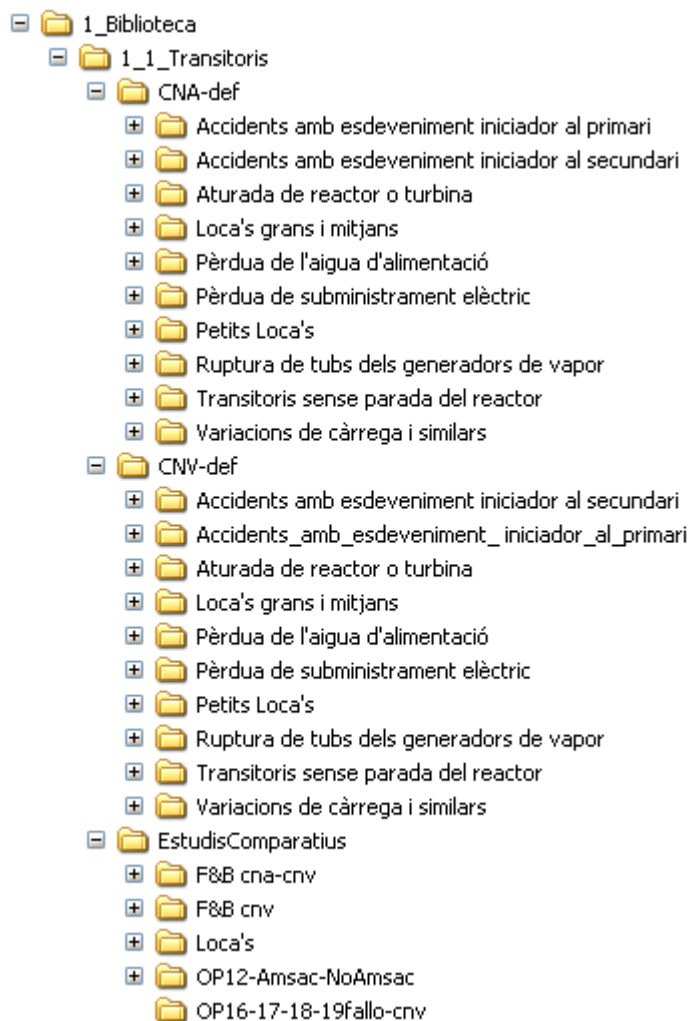 1_Biblioteca
1_1_Transitoris
CNA-def
Accidents amb esdeveniment iniciador al primari
Accidents amb esdeveniment iniciador al secundari
Aturada de reactor o turbina
Loca's grans i mitjans
Pèrdua de l'aigua d'alimentació
Pèrdua de subministrament elèctric
Petits Loca's
Ruptura de tubs dels generadors de vapor
Transitoris sense parada del reactor
Variacions de càrrega i similars
CNV-def
Accidents amb esdeveniment iniciador al secundari
Accidents_amb_esdeveniment_ iniciador_al_primari
Aturada de reactor o turbina
Loca's grans i mitjans
Pèrdua de l'aigua d'alimentació
Pèrdua de subministrament elèctric
Petits Loca's
Ruptura de tubs dels generadors de vapor
Transitoris sense parada del reactor
Variacions de càrrega i similars
EstudisComparatius
F&B cna-cnv
F&B cnv
Loca's
OP12-Amsac-NoAmsac
OP16-17-18-19fallo-cnv